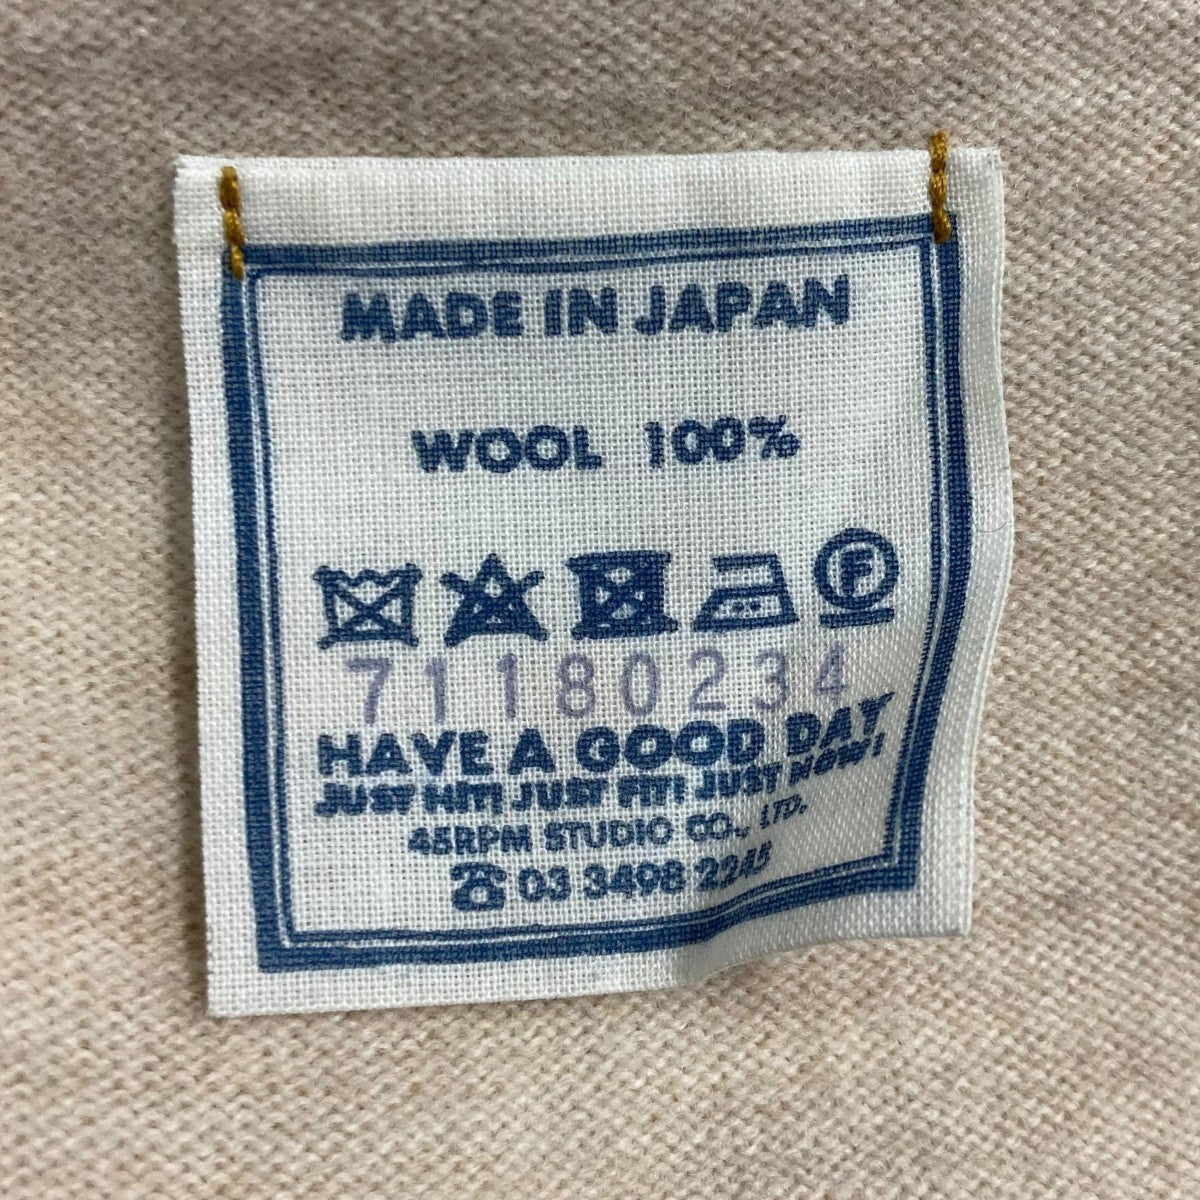 MADE IN JAPAN
WOOL 100%
F
71180234
HAVE A GOOD DAY
JUST HIT! JUST FIT! JUST NOW!
45RPM STUDIO CO., LTD.
☎ 03 3498 2245